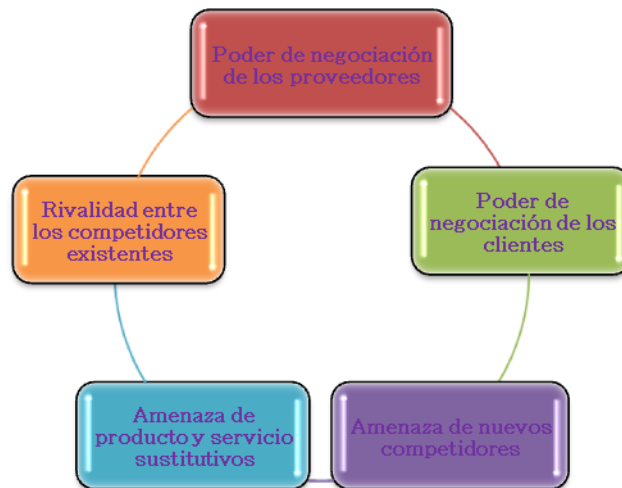 Poder de negociación
de los proveedores
Poder de
negociación de los
clientes
Amenaza de nuevos
competidores
Amenaza de
producto y servicio
sustitutivos
Rivalidad entre
los competidores
existentes